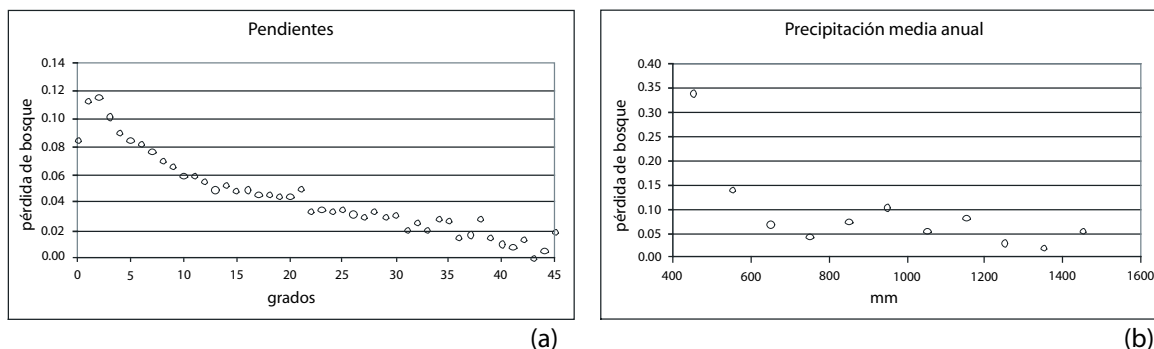 Pendientes
0.14
0.12
0.10
0.08
0.06
0.04
0.02
0.00
pérdida de bosque
0 5 10 15 20 25 30 35 40 45
grados
(a)
Precipitación media anual
0.40
0.35
0.30
0.25
0.20
0.15
0.10
0.05
0.00
pérdida de bosque
400 600 800 1000 1200 1400 1600
mm
(b)